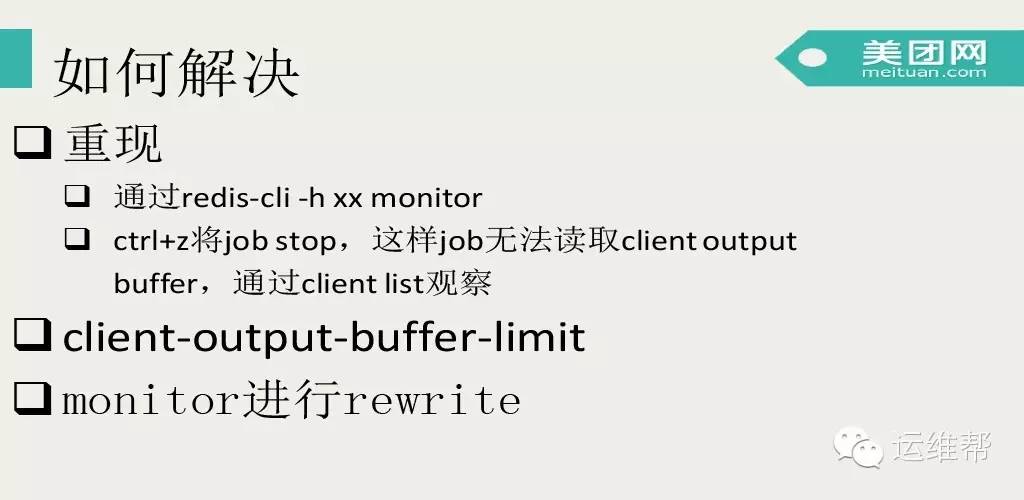 如何解决
美团网
meituan.com
重现
通过redis-cli -h xx monitor
ctrl+z将job stop，这样job无法读取client output
buffer，通过client list观察
client-output-buffer-limit
monitor进行rewrite
运维帮